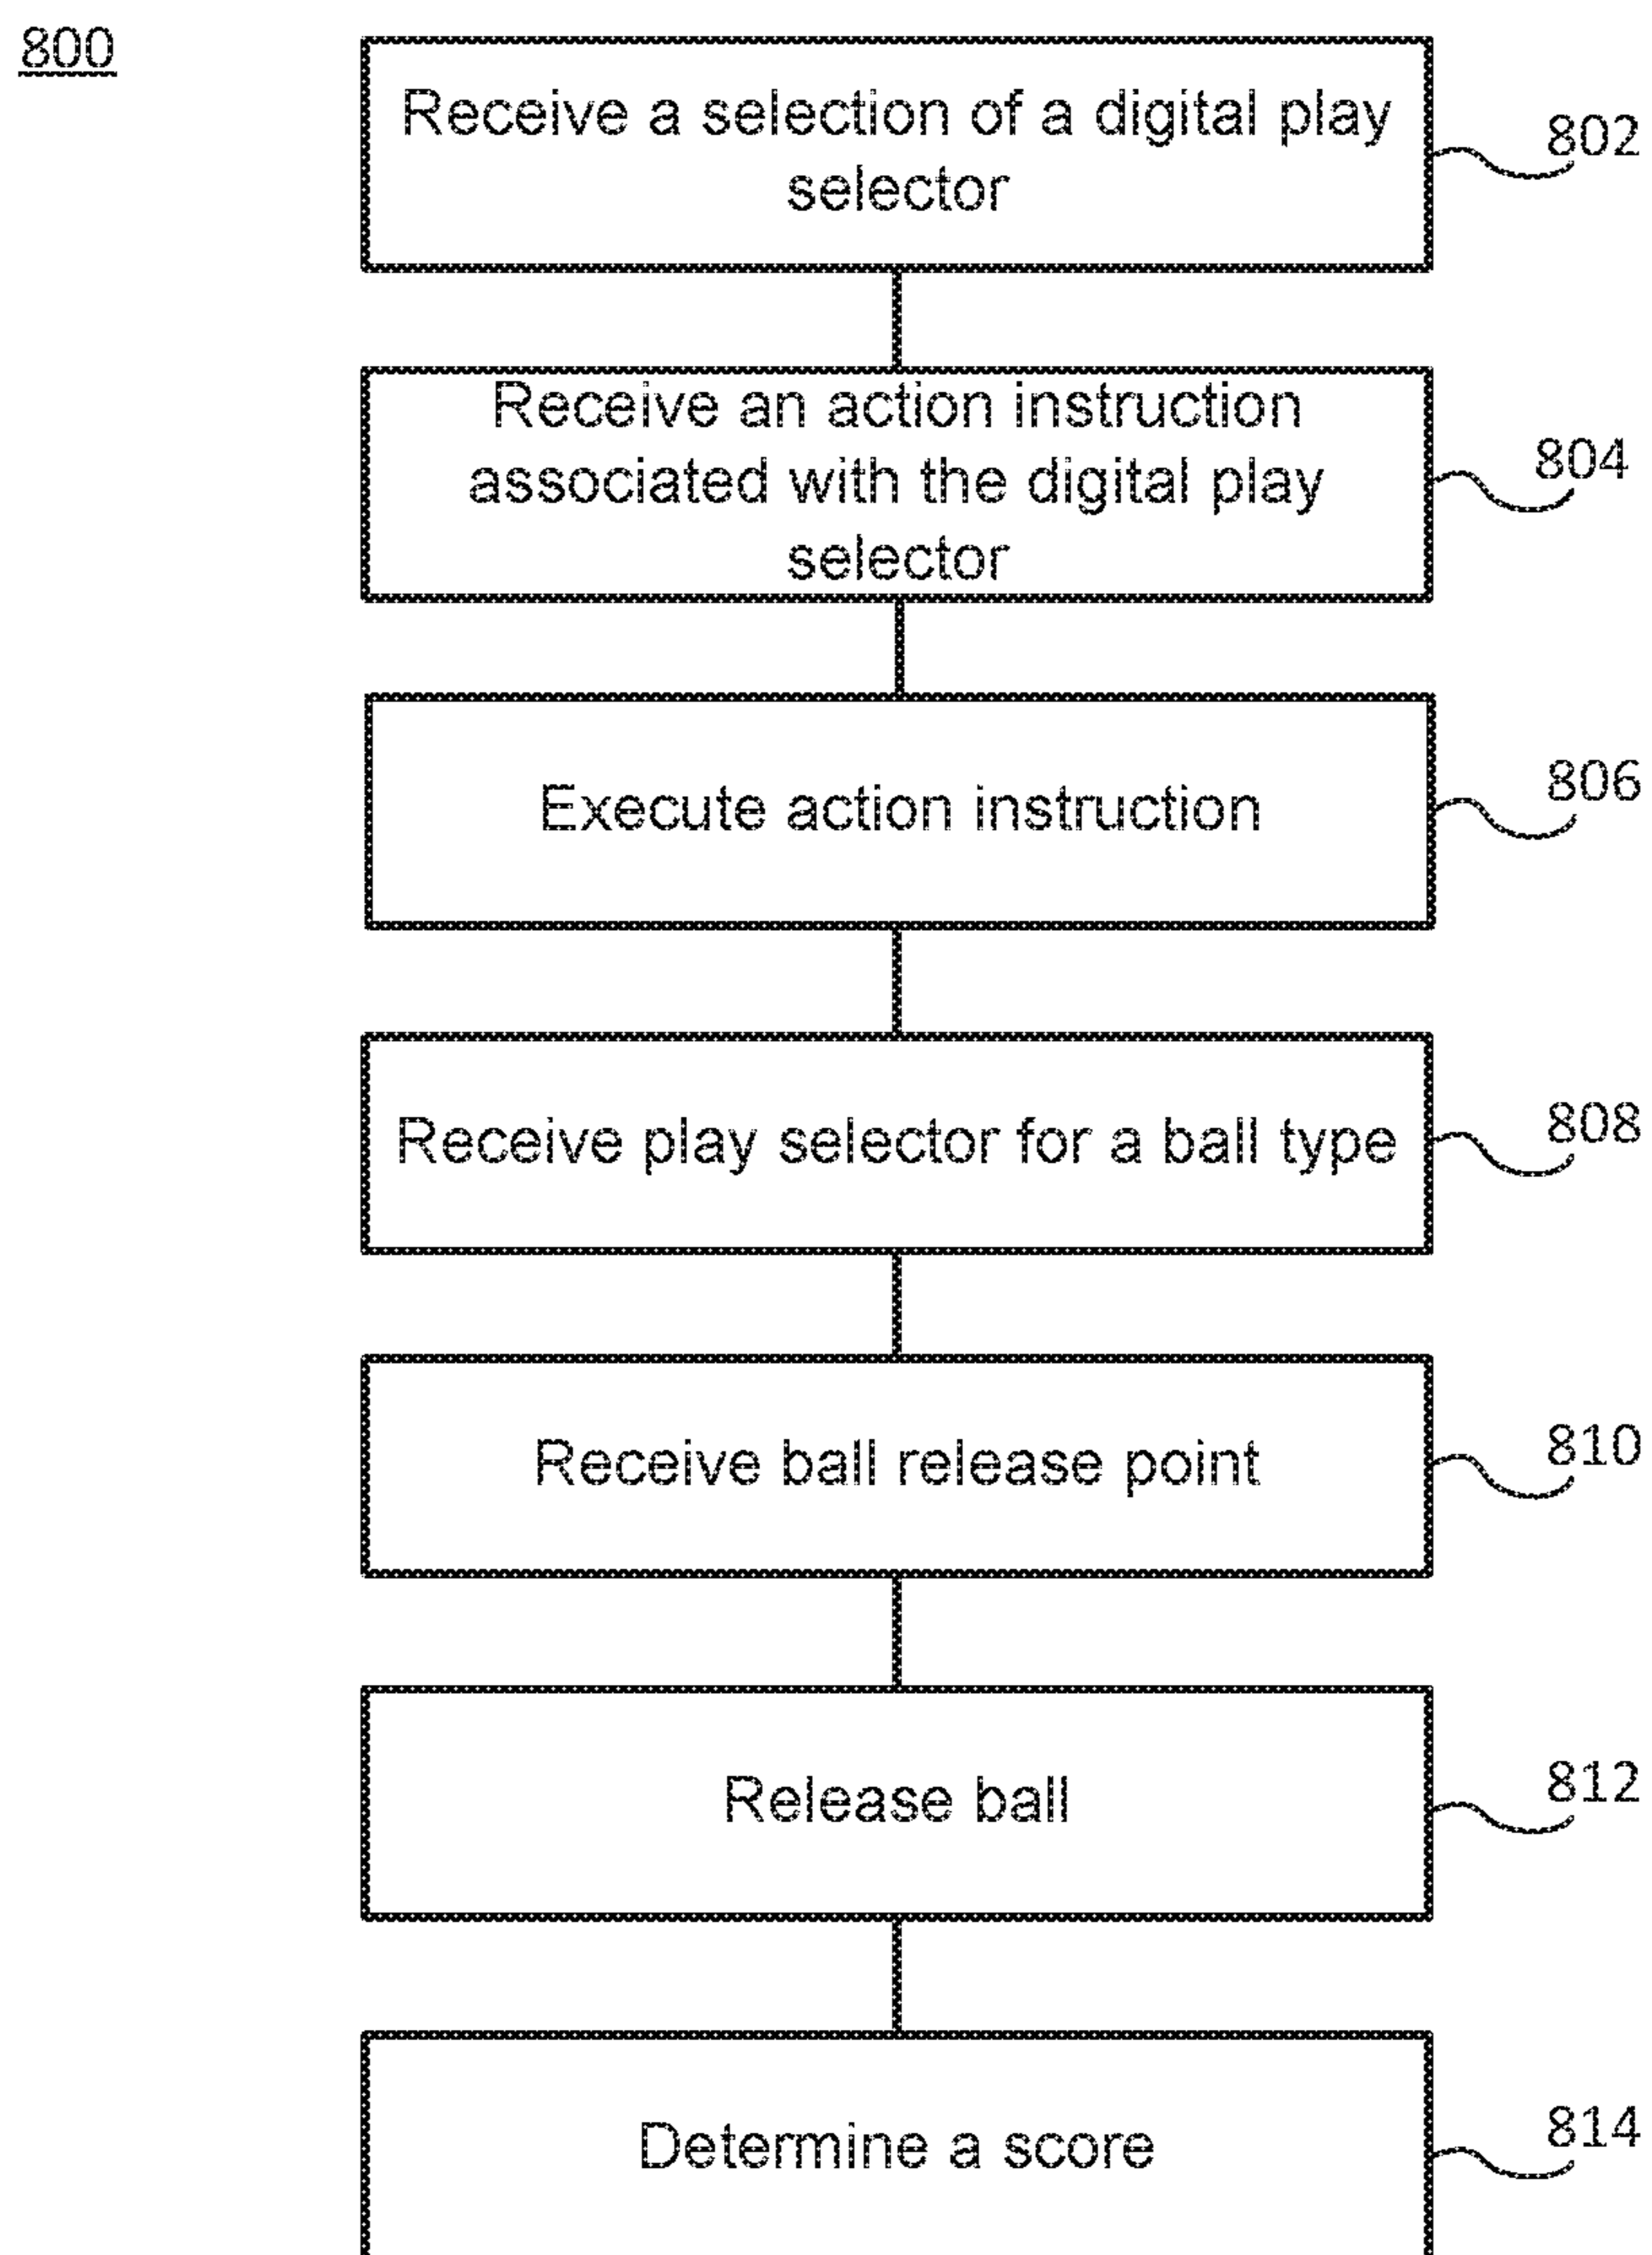 800
Receive a selection of a digital play
selector
802
Receive an action instruction
associated with the digital play
selector
804
Execute action instruction
806
Receive play selector for a ball type
808
Receive ball release point
810
Release ball
812
Determine a score
814